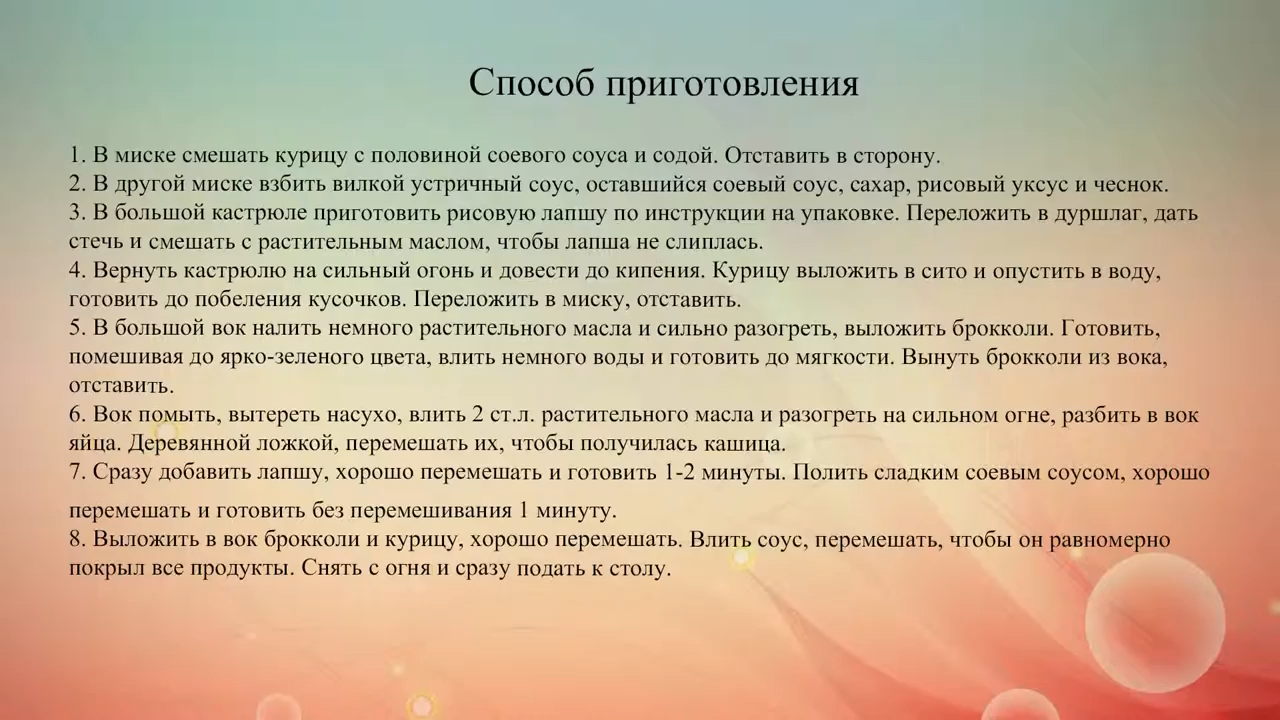 Способ приготовления
1. В миске смешать курицу с половиной соевого соуса и содой. Отставить в сторону.
2. В другой миске взбить вилкой устричный соус, оставшийся соевый соус, сахар, рисовый уксус и чеснок.
3. В большой кастрюле приготовить рисовую лапшу по инструкции на упаковке. Переложить в дуршлаг, дать
стечь и смешать с растительным маслом, чтобы лапша не слиплась.
4. Вернуть кастрюлю на сильный огонь и довести до кипения. Курицу выложить в сито и опустить в воду,
готовить до побеления кусочков. Переложить в миску, отставить.
5. В большой вок налить немного растительного масла и сильно разогреть, выложить брокколи. Готовить,
помешивая до ярко-зеленого цвета, влить немного воды и готовить до мягкости. Вынуть брокколи из вока,
отставить.
6. Вок помыть, вытереть насухо, влить 2 ст.л. растительного масла и разогреть на сильном огне, разбить в вок
яйца. Деревянной ложкой, перемешать их, чтобы получилась кашица.
7. Сразу добавить лапшу, хорошо перемешать и готовить 1-2 минуты. Полить сладким соевым соусом, хорошо
перемешать и готовить без перемешивания 1 минуту.
8. Выложить в вок брокколи и курицу, хорошо перемешать. Влить соус, перемешать, чтобы он равномерно
покрыл все продукты. Снять с огня и сразу подать к столу.